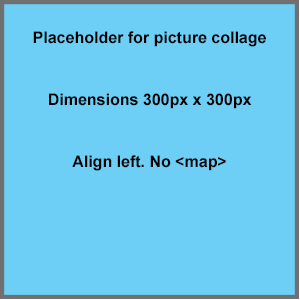 Placeholder for picture collage
Dimensions 300px x 300px
Align left. No <map>